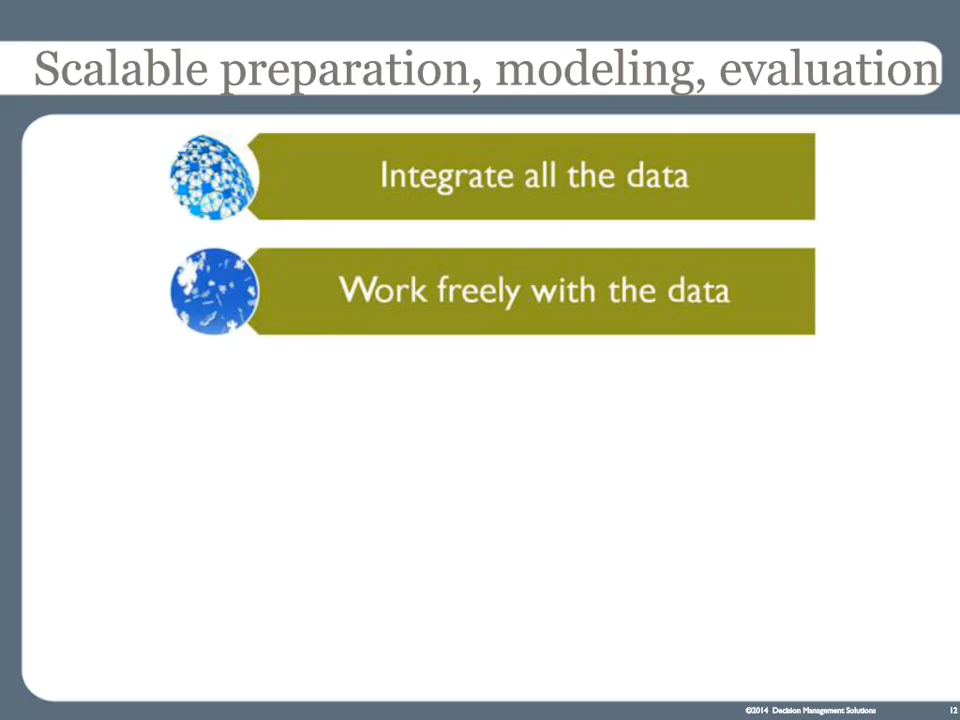 Scalable preparation, modeling, evaluation
Integrate all the data
Work freely with the data
©2014 Decision Management Solutions
12